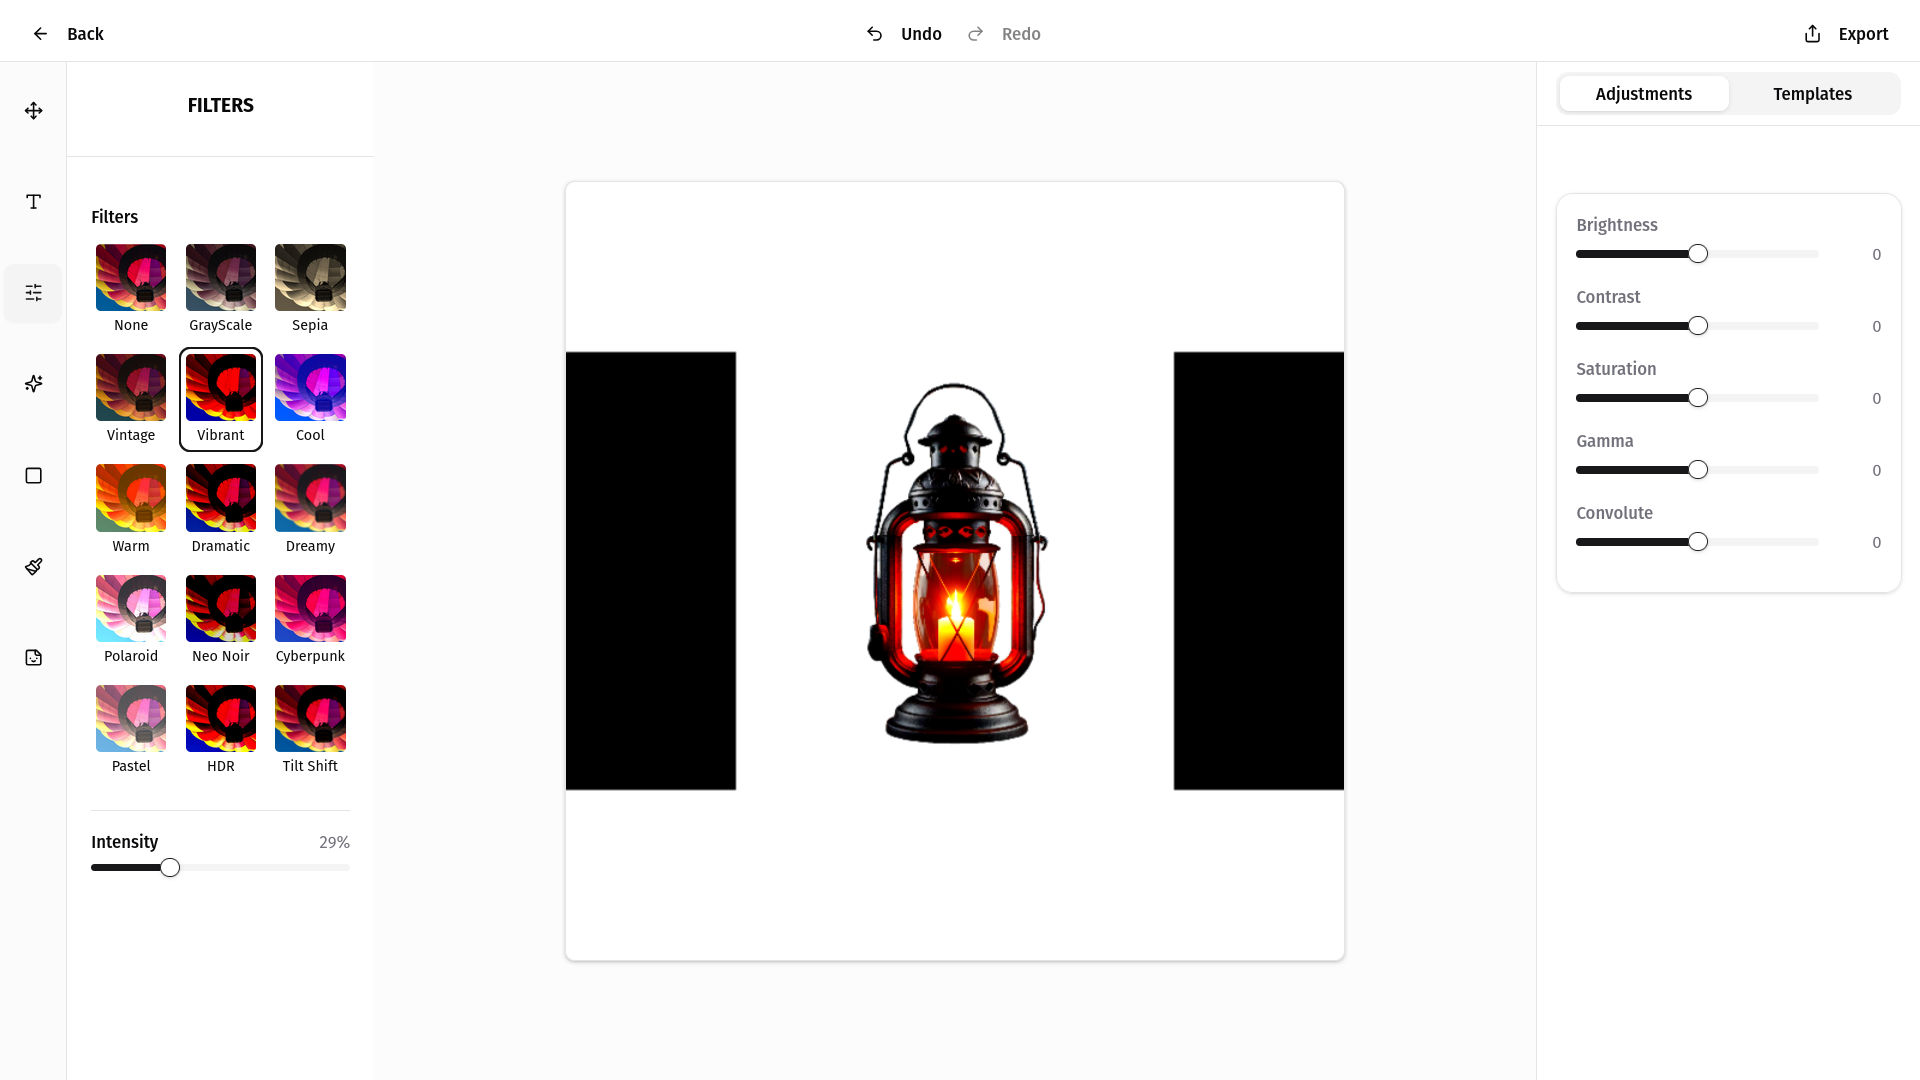 Back
Undo
Redo
Export
FILTERS
Adjustments
Templates
Filters
None
GrayScale
Sepia
Vintage
Vibrant
Cool
Warm
Dramatic
Dreamy
Polaroid
Neo Noir
Cyberpunk
Pastel
HDR
Tilt Shift
Intensity
29%
Brightness
0
Contrast
0
Saturation
0
Gamma
0
Convolute
0